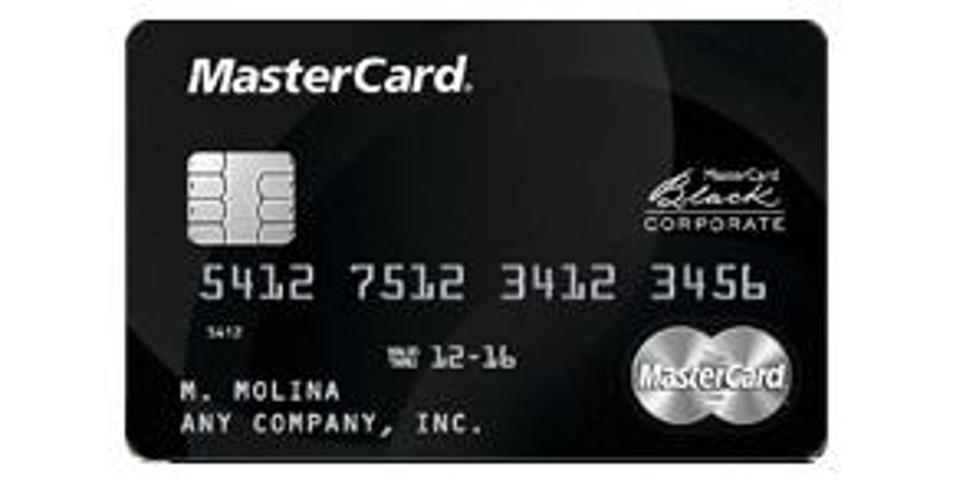 MasterCard.
MasterCard
Black
CORPORATE
5412 7512 3412 3456
5412
12-16
MasterCard
M. MOLINA
ANY COMPANY, INC.